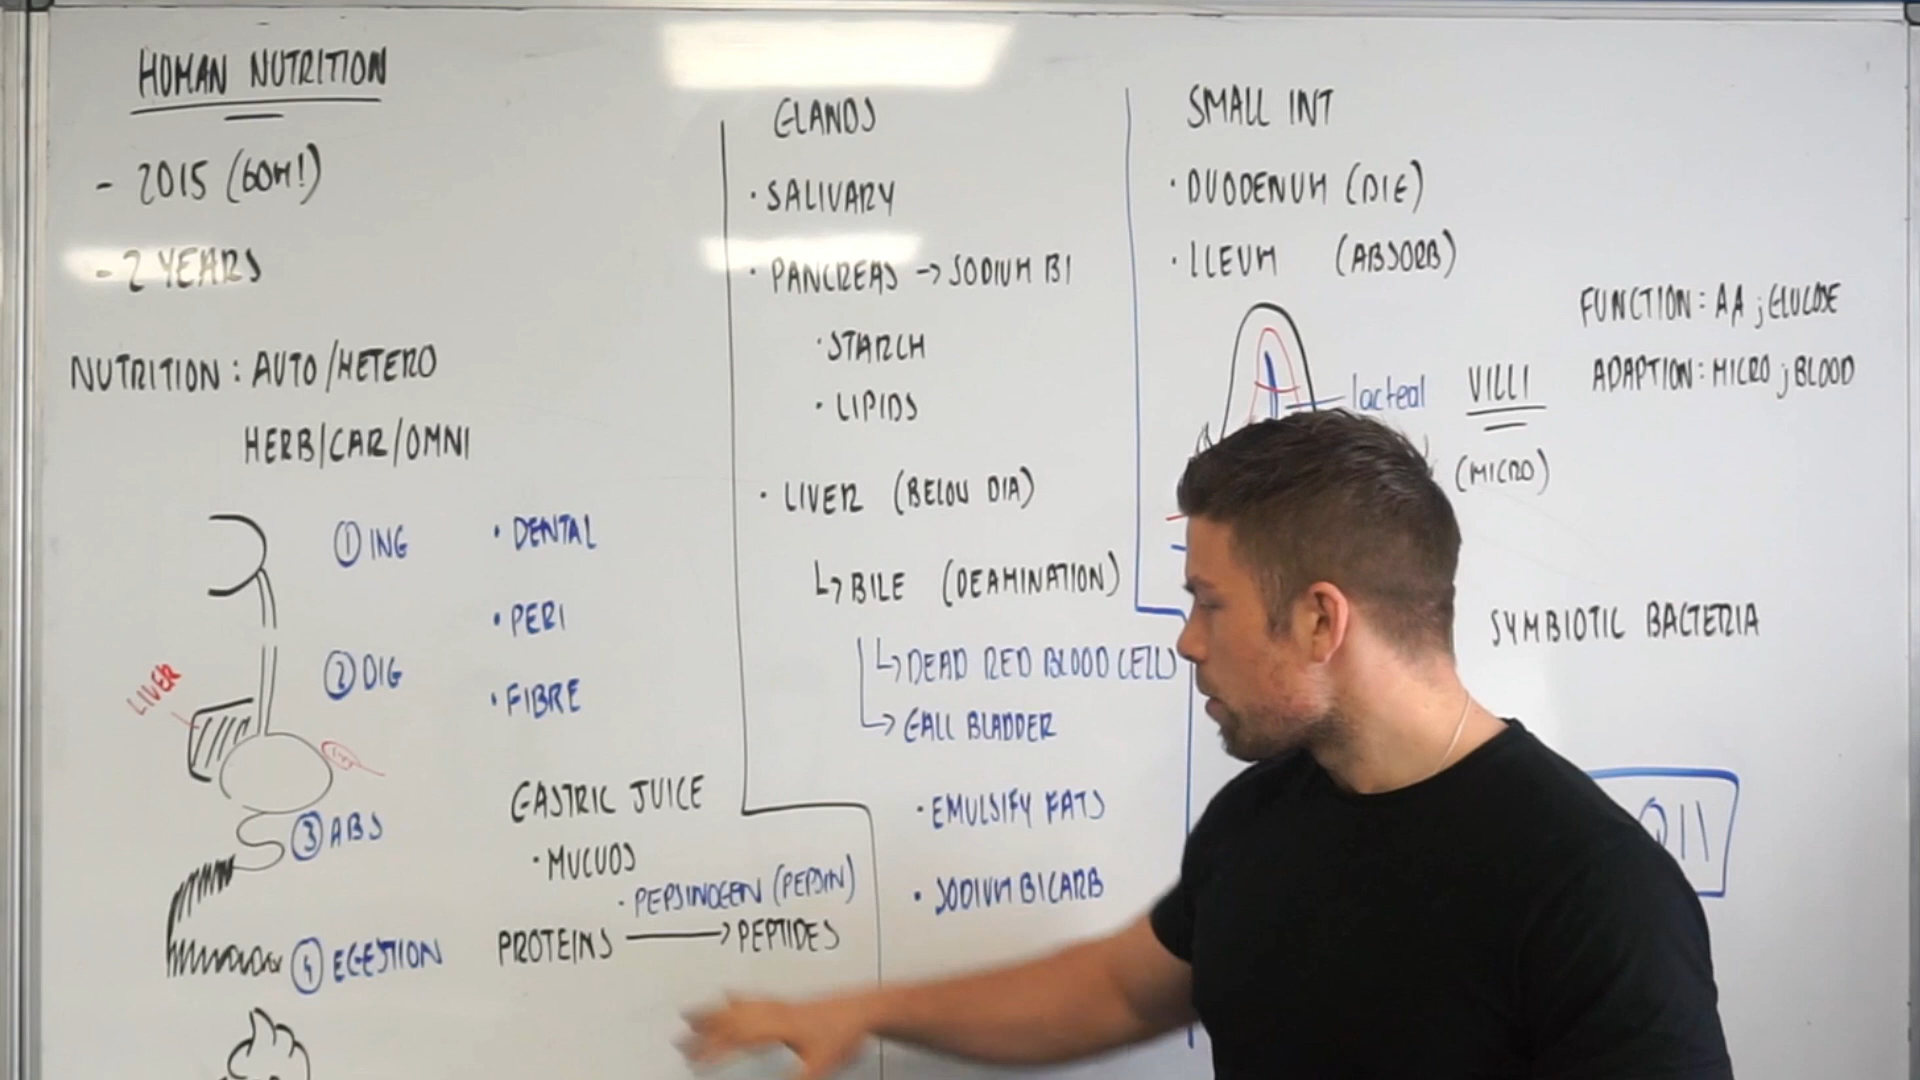 HUMAN NUTRITION
- 2015 (60M!)
- 2 YEARS
NUTRITION: AUTO/HETERO
HERB/CAR/OMNI
① ING
② DIG
③ ABS
④ EGESTION
LIVER
• DENTAL
• PERI
• FIBRE
GASTRIC JUICE
• MUCUOS
• PEPSINOGEN (PEPSIN)
PROTEINS → PEPTIDES
GLANDS
• SALIVARY
• PANCREAS → SODIUM BI
• STARCH
• LIPIDS
• LIVER (BELOW DIA)
↳ BILE (DEAMINATION)
↳ DEAD RED BLOOD CELL
↳ GALL BLADDER
• EMULSIFY FATS
• SODIUM BICARB
SMALL INT
• DUODENUM (DIG)
• ILEUM (ABSORB)
lacteal
VILLI
(MICRO)
FUNCTION: AA ; GLUCOSE
ADAPTION: MICRO ; BLOOD
SYMBIOTIC BACTERIA
Q11